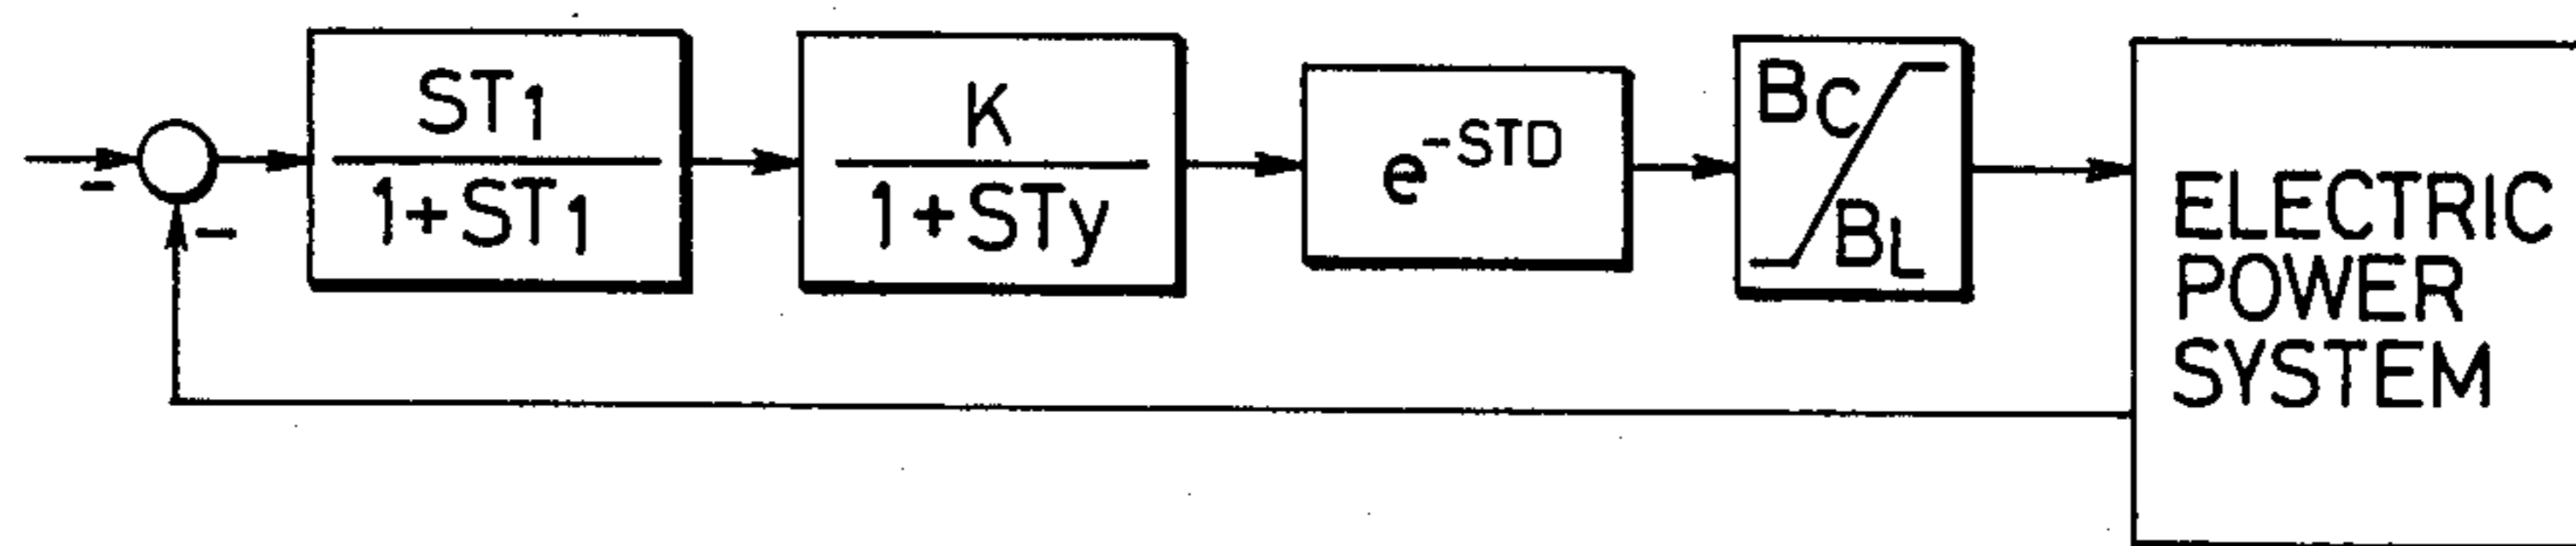 -
-
ST1
1+ST1
K
1+STy
e-STD
BC
BL
ELECTRIC
POWER
SYSTEM